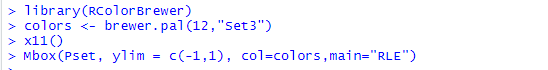 > library(RColorBrewer)
> colors <- brewer.pal(12,"Set3")
> x11()
> Mbox(Pset, ylim = c(-1,1), col=colors,main="RLE")